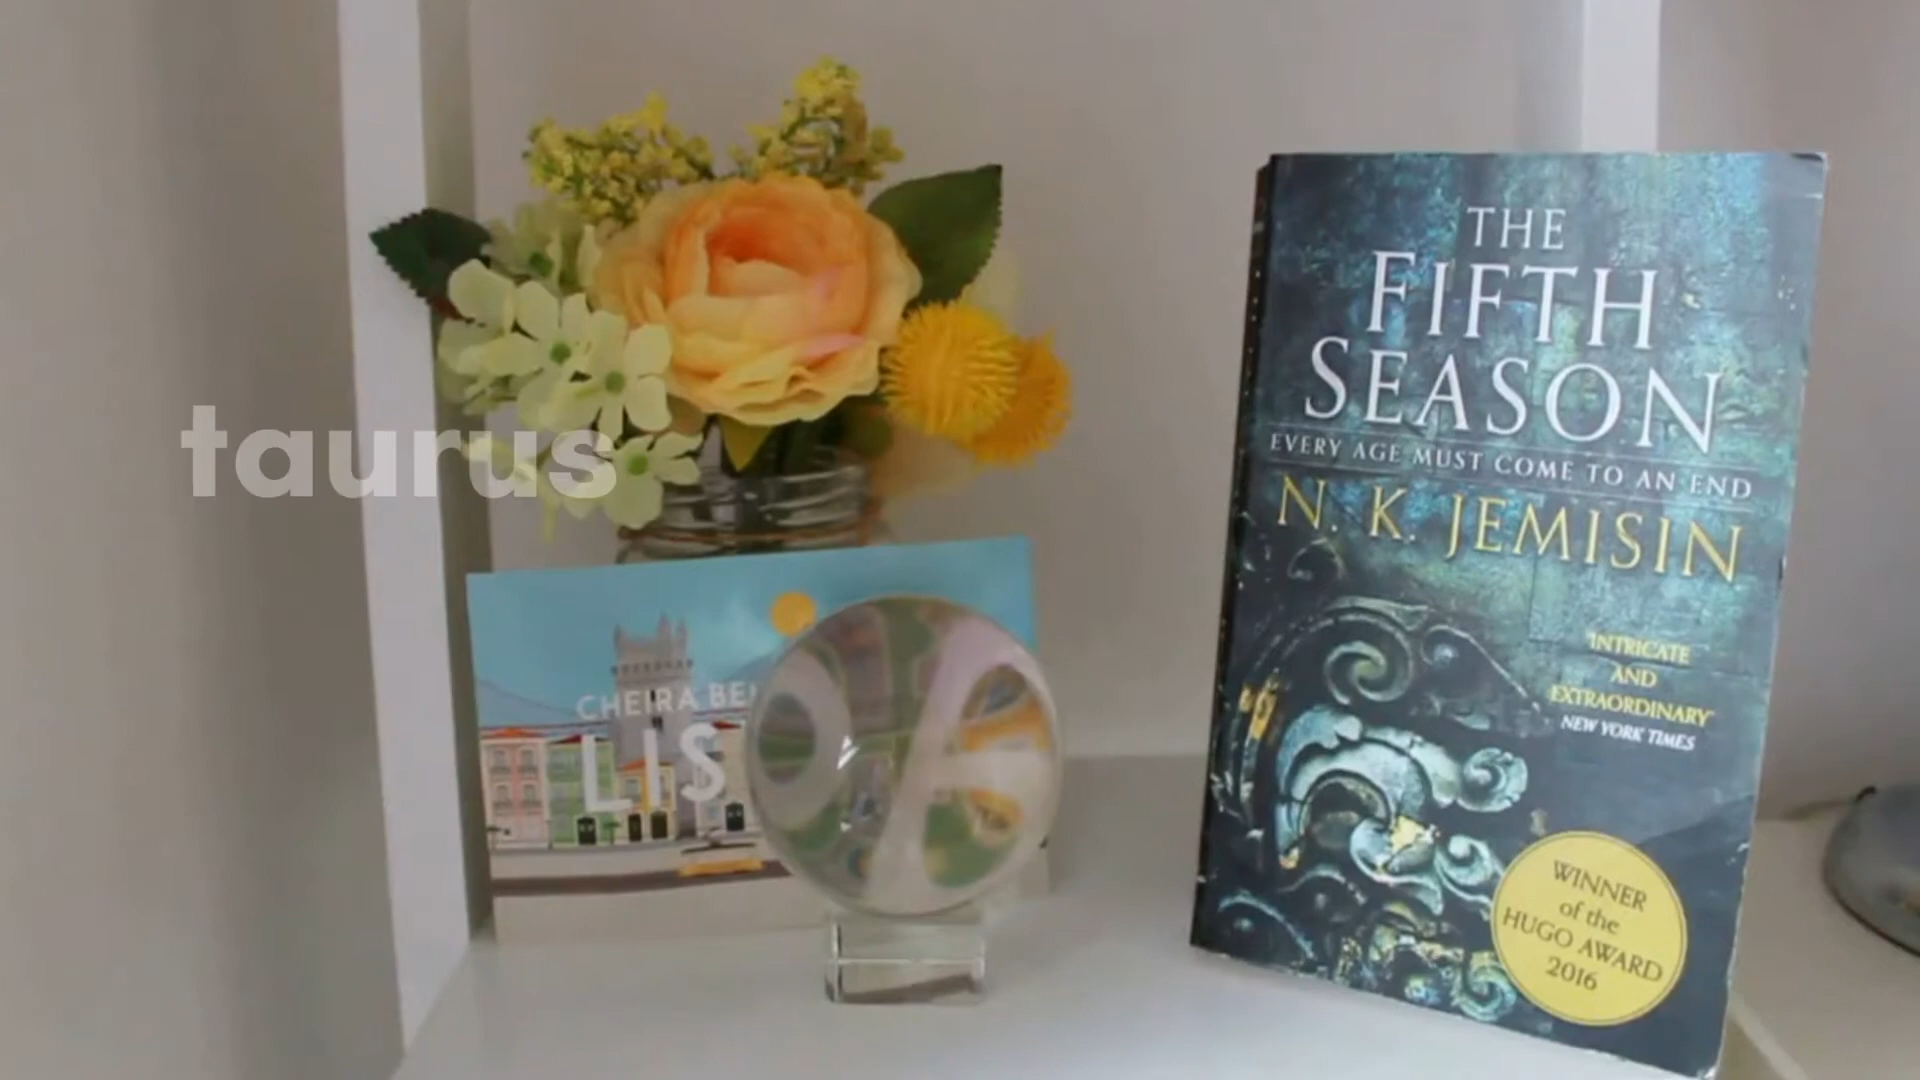 taurus
THE
FIFTH
SEASON
EVERY AGE MUST COME TO AN END
N. K. JEMISIN
'INTRICATE
AND
EXTRAORDINARY'
NEW YORK TIMES
WINNER
of the
HUGO AWARD
2016
CHEIRA
LIS